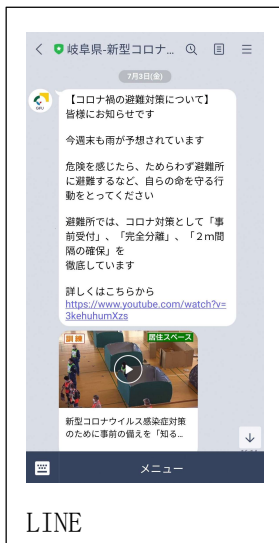 岐阜県-新型コロナ...
7月3日(金)
【コロナ禍の避難対策について】
皆様にお知らせです
今週末も雨が予想されています
危険を感じたら、ためらわず避難所
に避難するなど、自らの命を守る行
動をとってください
避難所では、コロナ対策として「事
前受付」、「完全分離」、「2m間
隔の確保」を
徹底しています
詳しくはこちらから
https://www.youtube.com/watch?v=
3kehuhumXzs
訓練
居住スペース
新型コロナウイルス感染症対策
のために事前の備えを「知る...
メニュー
LINE